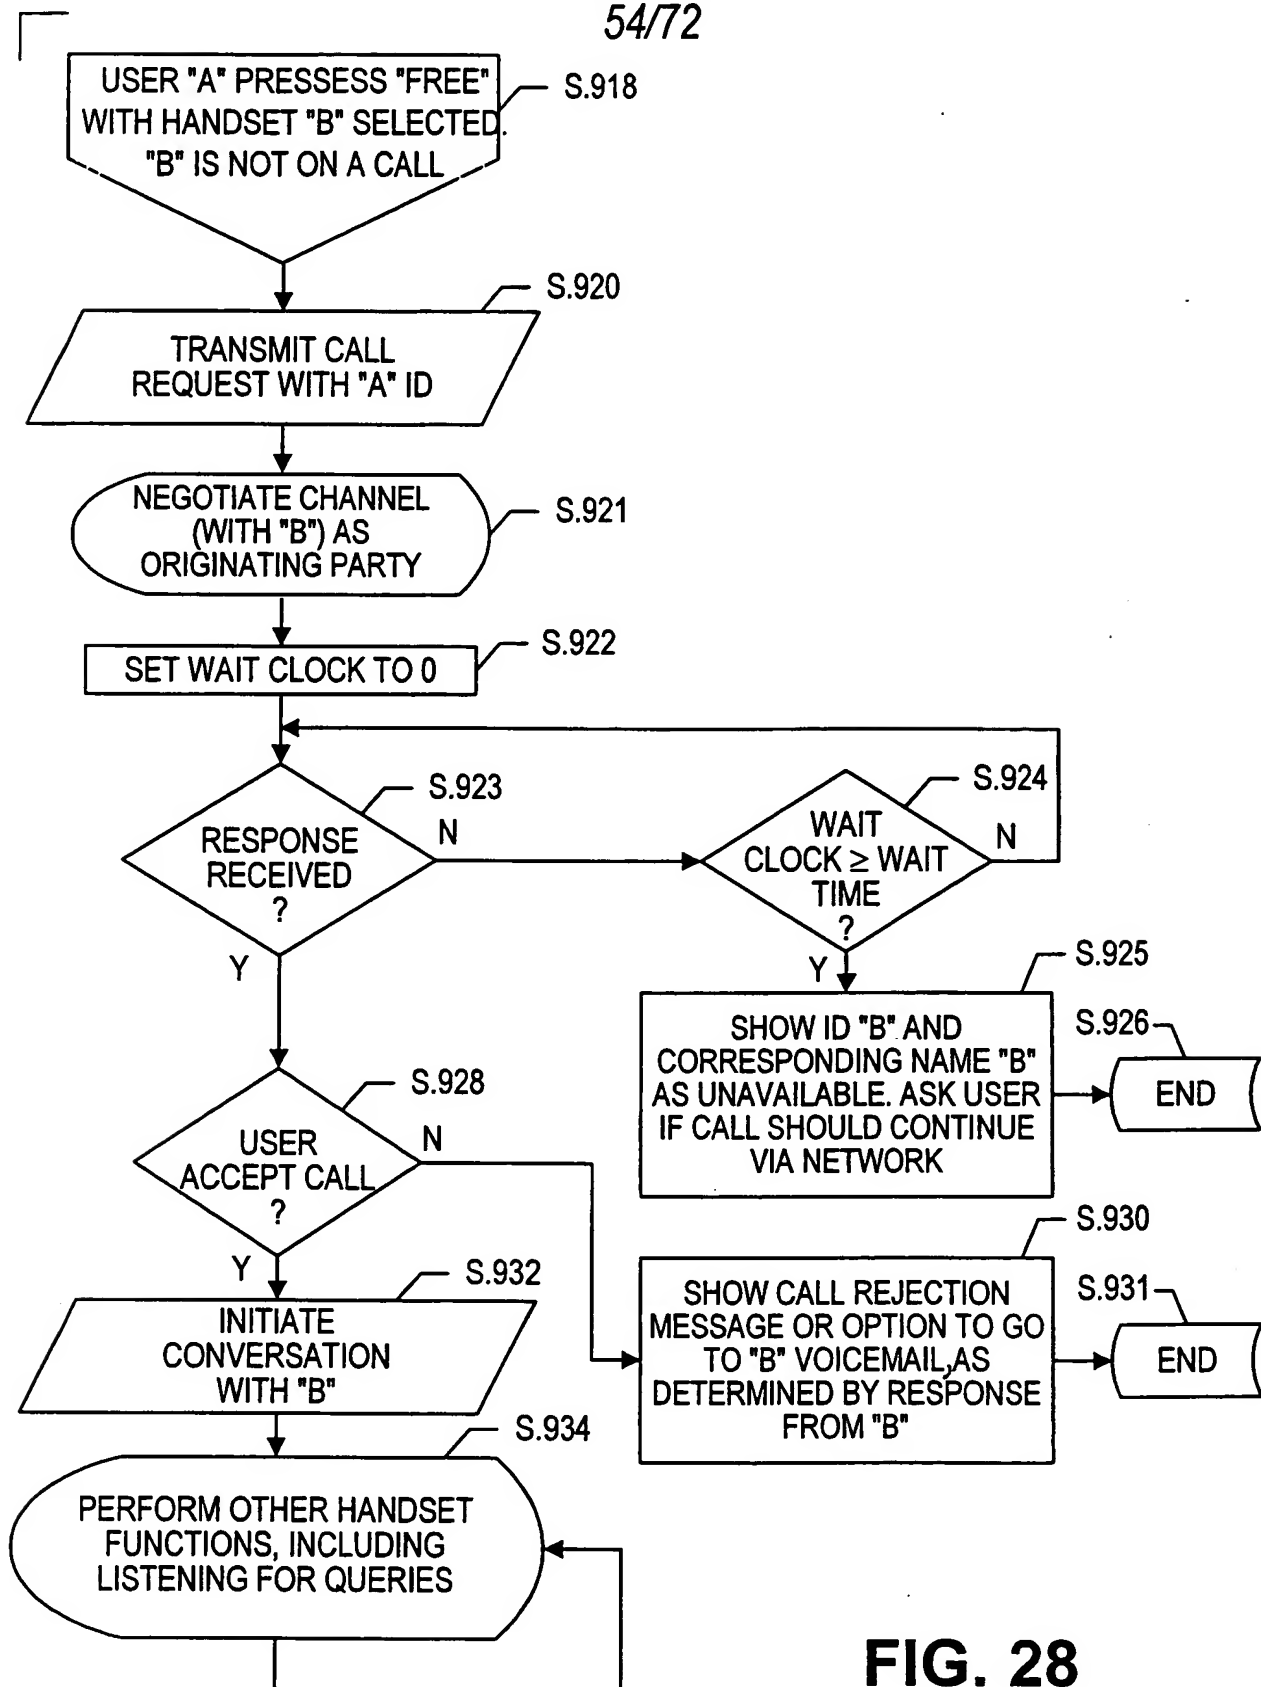 54/72
USER "A" PRESSESS "FREE"
WITH HANDSET "B" SELECTED.
"B" IS NOT ON A CALL
S.918
S.920
TRANSMIT CALL
REQUEST WITH "A" ID
NEGOTIATE CHANNEL
(WITH "B") AS
ORIGINATING PARTY
S.921
S.922
SET WAIT CLOCK TO 0
S.923
RESPONSE
RECEIVED
?
N
Y
S.924
WAIT
CLOCK ≥ WAIT
TIME
?
N
Y
S.925
SHOW ID "B" AND
CORRESPONDING NAME "B"
AS UNAVAILABLE. ASK USER
IF CALL SHOULD CONTINUE
VIA NETWORK
S.926
END
S.928
USER
ACCEPT CALL
?
N
Y
S.930
SHOW CALL REJECTION
MESSAGE OR OPTION TO GO
TO "B" VOICEMAIL, AS
DETERMINED BY RESPONSE
FROM "B"
S.931
END
S.932
INITIATE
CONVERSATION
WITH "B"
S.934
PERFORM OTHER HANDSET
FUNCTIONS, INCLUDING
LISTENING FOR QUERIES
FIG. 28